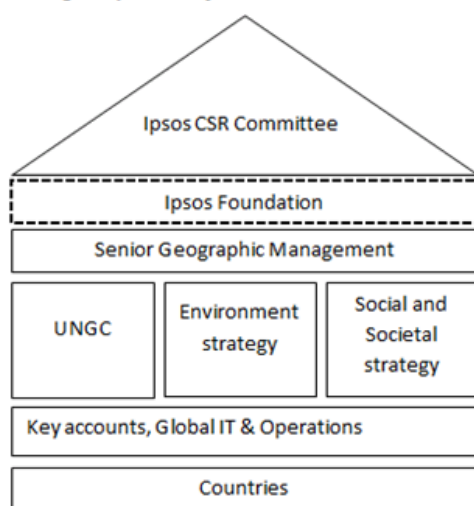 Ipsos CSR Committee
Ipsos Foundation
Senior Geographic Management
UNGC
Environment
strategy
Social and
Societal
strategy
Key accounts, Global IT & Operations
Countries